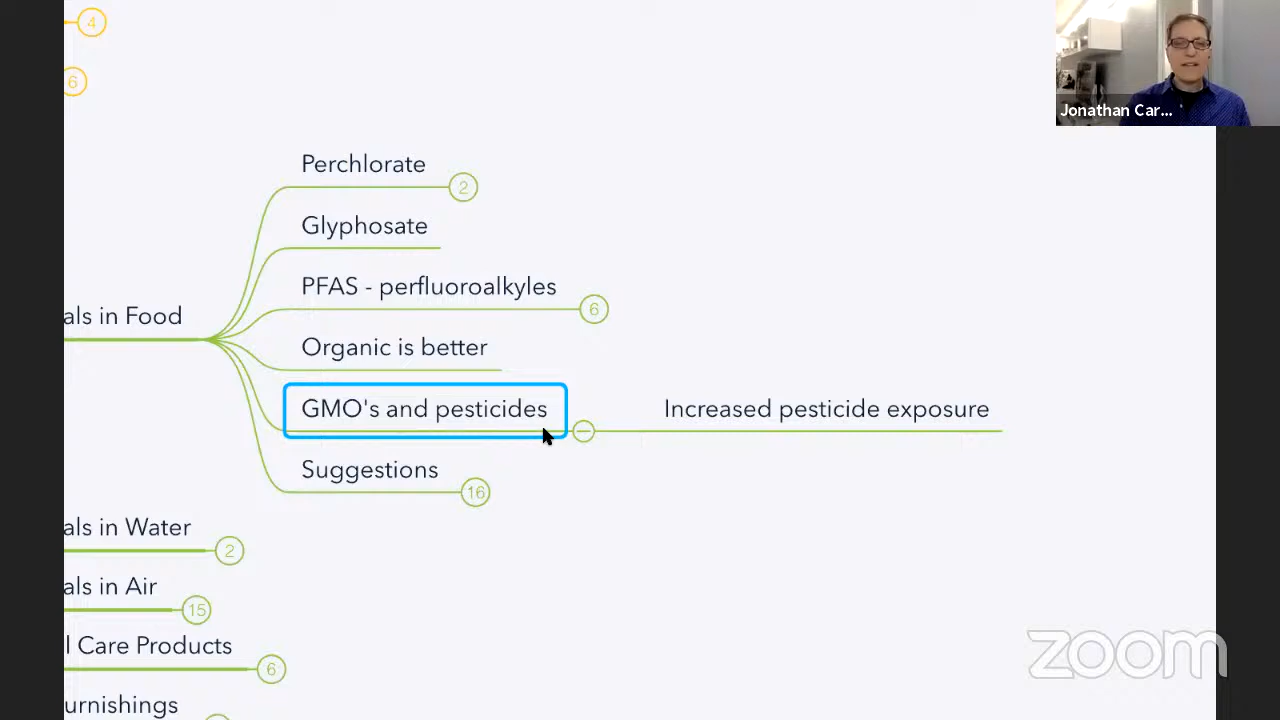 4
6
Jonathan Car...
Perchlorate
2
Glyphosate
PFAS - perfluoroalkyles
6
als in Food
Organic is better
GMO's and pesticides
Increased pesticide exposure
Suggestions
16
als in Water
2
als in Air
15
l Care Products
6
urnishings
zoom